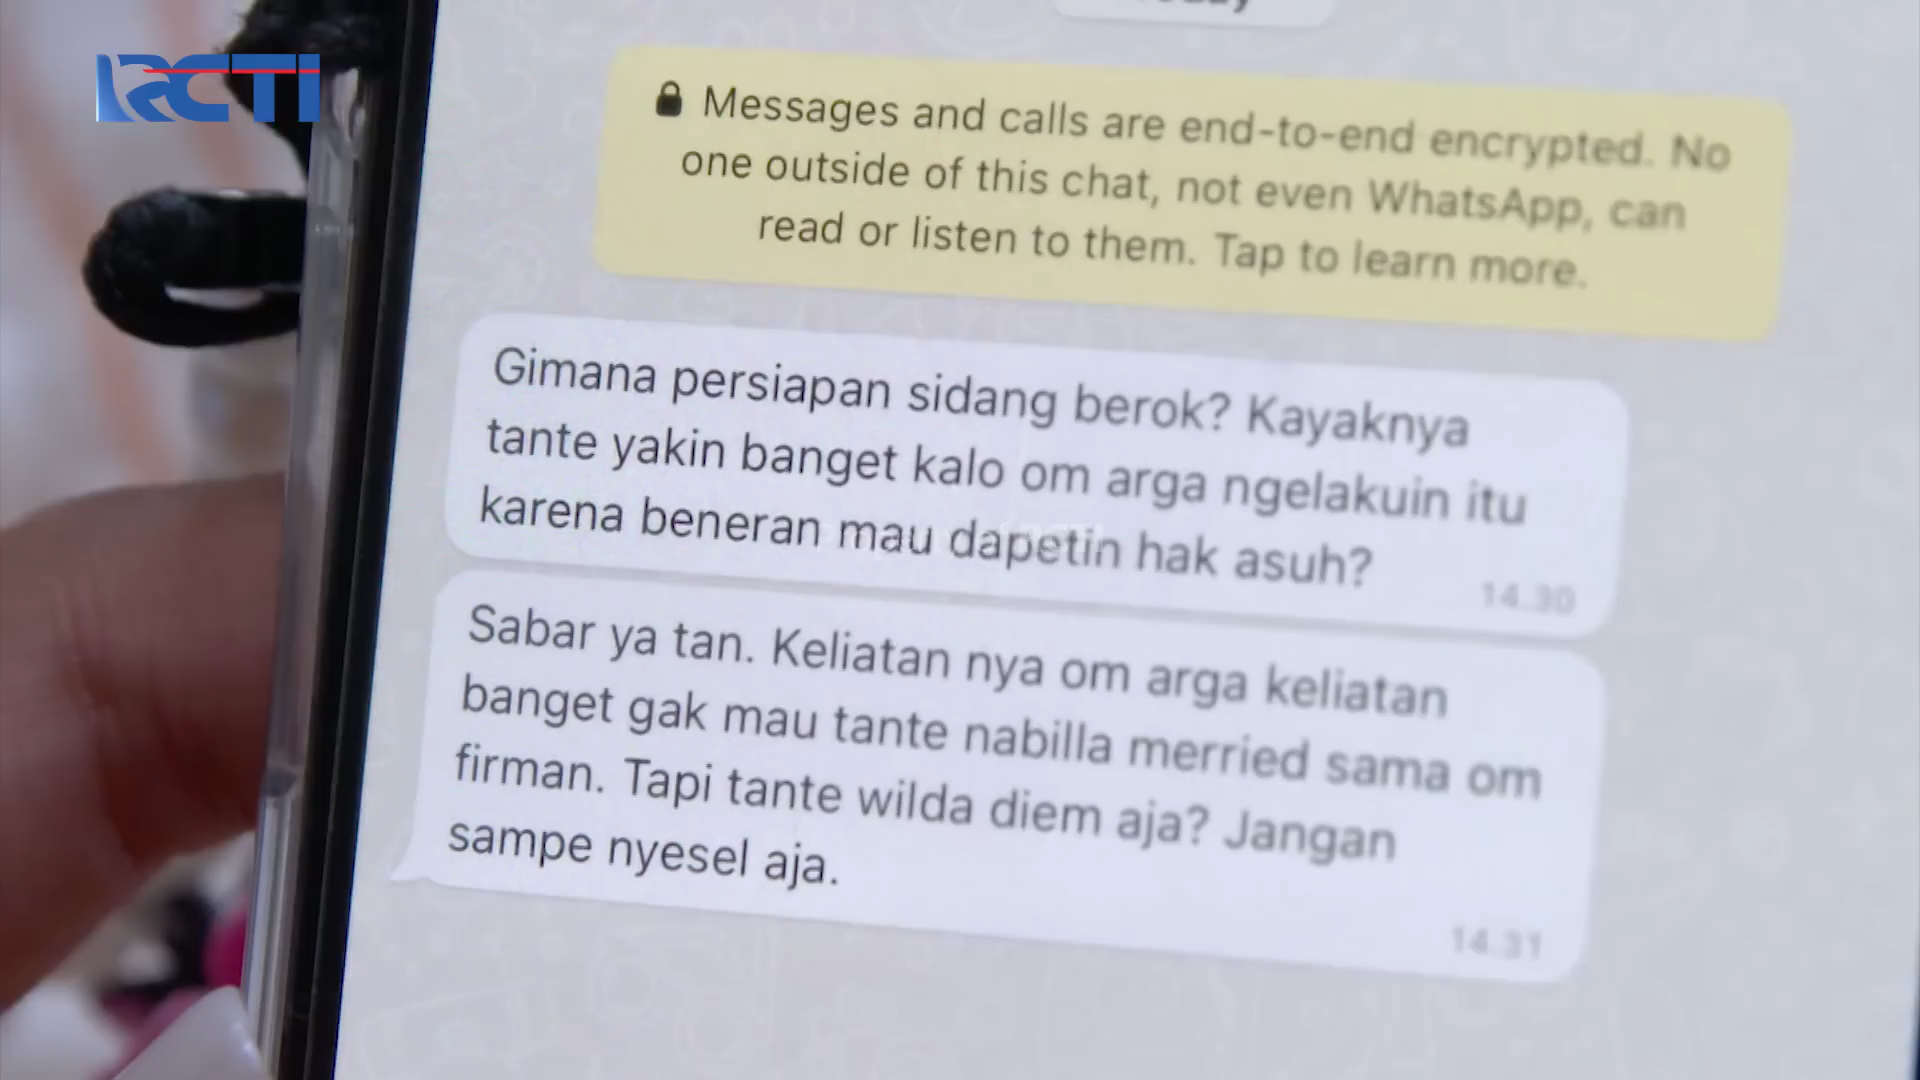 RCTI
Messages and calls are end-to-end encrypted. No
one outside of this chat, not even WhatsApp, can
read or listen to them. Tap to learn more.
Gimana persiapan sidang berok? Kayaknya
tante yakin banget kalo om arga ngelakuin itu
karena beneran mau dapetin hak asuh?
14.30
Sabar ya tan. Keliatan nya om arga keliatan
banget gak mau tante nabilla merried sama om
firman. Tapi tante wilda diem aja? Jangan
sampe nyesel aja.
14.31